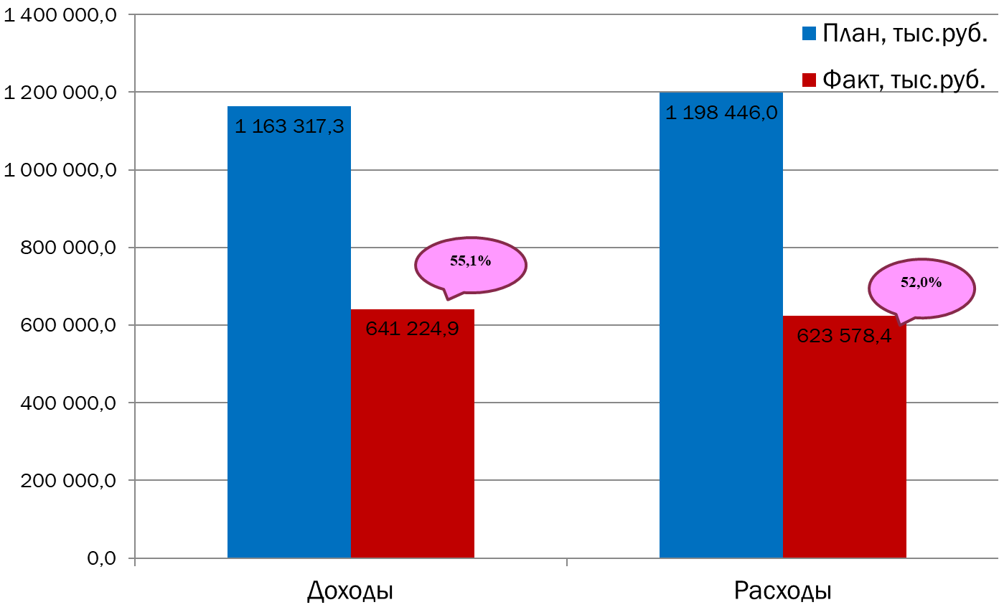 1 400 000,0
1 200 000,0
1 000 000,0
800 000,0
600 000,0
400 000,0
200 000,0
0,0
План, тыс.руб.
Факт, тыс.руб.
1 163 317,3
1 198 446,0
55,1%
52,0%
641 224,9
623 578,4
Доходы
Расходы